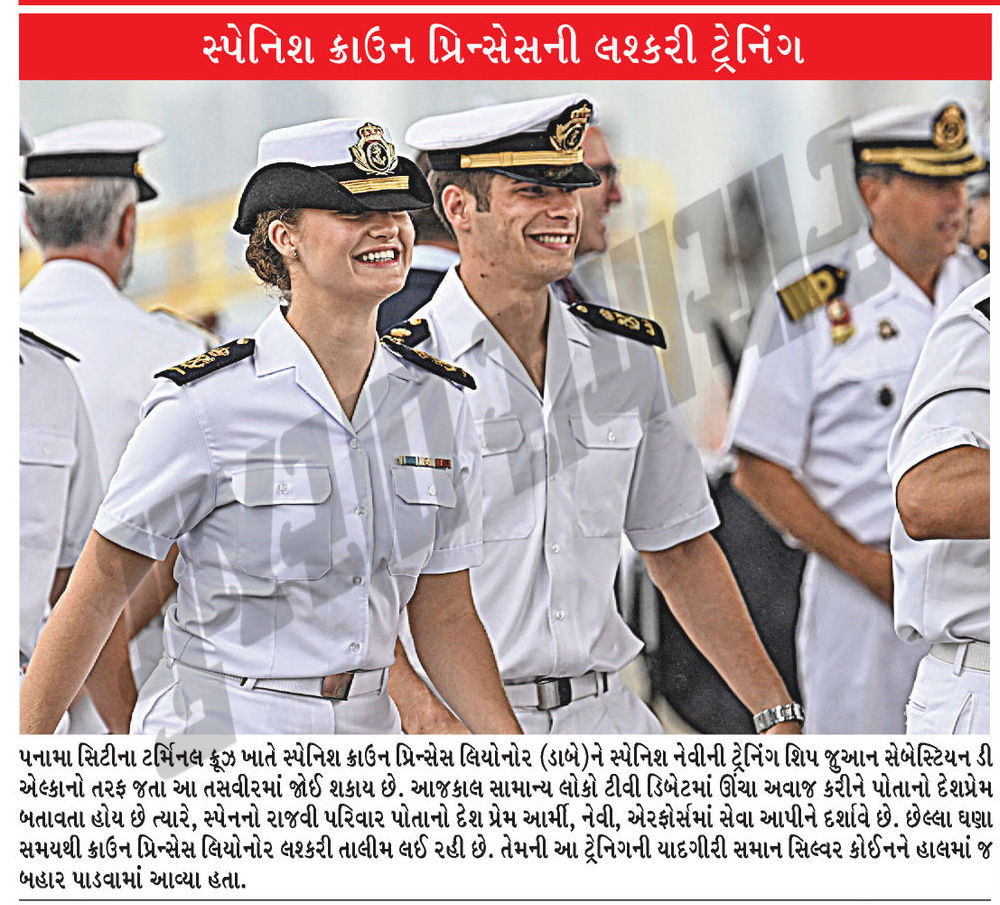 સ્પેનિશ ક્રાઉન પ્રિન્સેસની લશ્કરી ટ્રેનિંગ
પનામા સિટીના ટર્મિનલ ક્રૂઝ ખાતે સ્પેનિશ ક્રાઉન પ્રિન્સેસ લિયોનોર (ડાબે)ને સ્પેનિશ નેવીની ટ્રેનિંગ શિપ જુઆન સેબેસ્ટિયન ડી
એલ્કાનો તરફ જતા આ તસવીરમાં જોઈ શકાય છે. આજકાલ સામાન્ય લોકો ટીવી ડિબેટમાં ઊંચા અવાજ કરીને પોતાનો દેશપ્રેમ
બતાવતા હોય છે ત્યારે, સ્પેનનો રાજવી પરિવાર પોતાનો દેશ પ્રેમ આર્મી, નેવી, એરફોર્સમાં સેવા આપીને દર્શાવે છે. છેલ્લા ઘણા
સમયથી ક્રાઉન પ્રિન્સેસ લિયોનોર લશ્કરી તાલીમ લઈ રહી છે. તેમની આ ટ્રેનિંગની યાદગીરી સમાન સિલ્વર કોઈનને હાલમાં જ
બહાર પાડવામાં આવ્યા હતા.